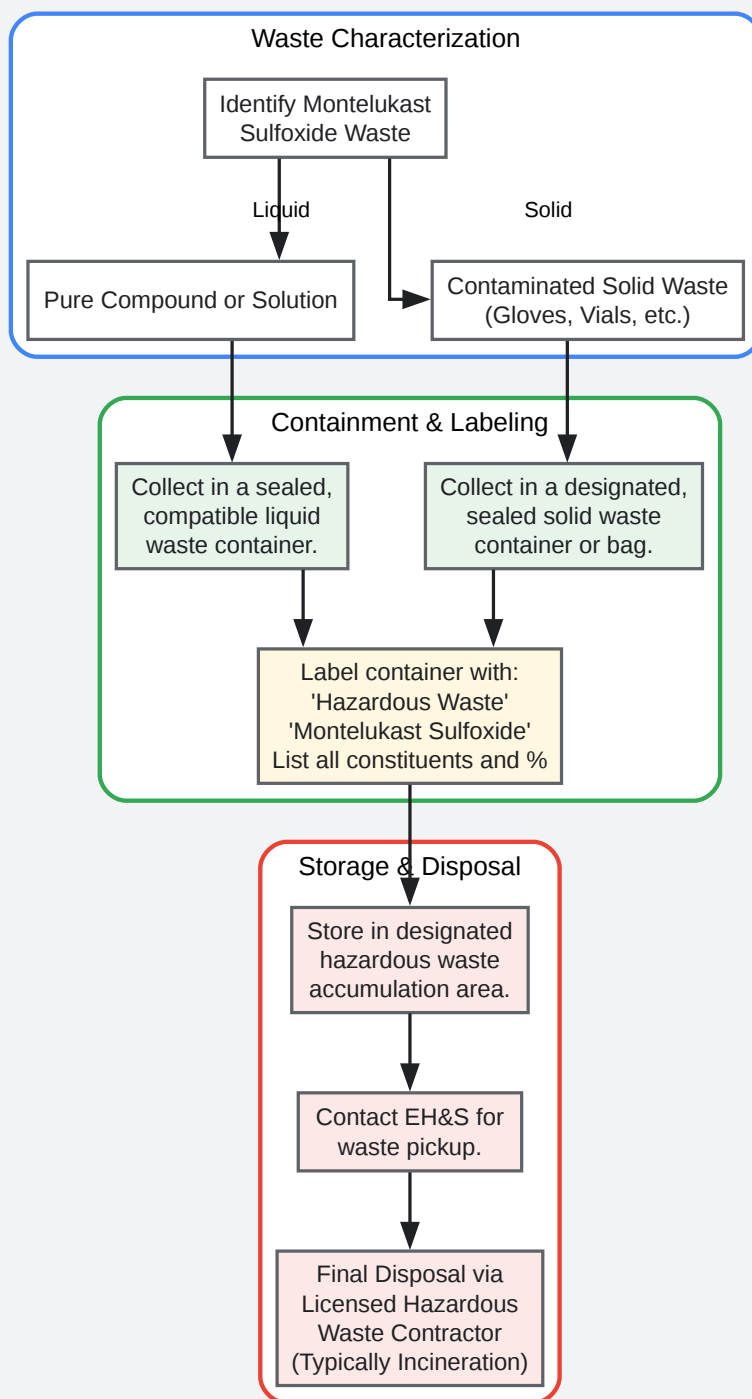 Waste Characterization
Identify Montelukast
Sulfoxide Waste
Liquid
Solid
Pure Compound or Solution
Contaminated Solid Waste
(Gloves, Vials, etc.)
Containment & Labeling
Collect in a sealed,
compatible liquid
waste container.
Collect in a designated,
sealed solid waste
container or bag.
Label container with:
'Hazardous Waste'
'Montelukast Sulfoxide'
List all constituents and %
Storage & Disposal
Store in designated
hazardous waste
accumulation area.
Contact EH&S for
waste pickup.
Final Disposal via
Licensed Hazardous
Waste Contractor
(Typically Incineration)